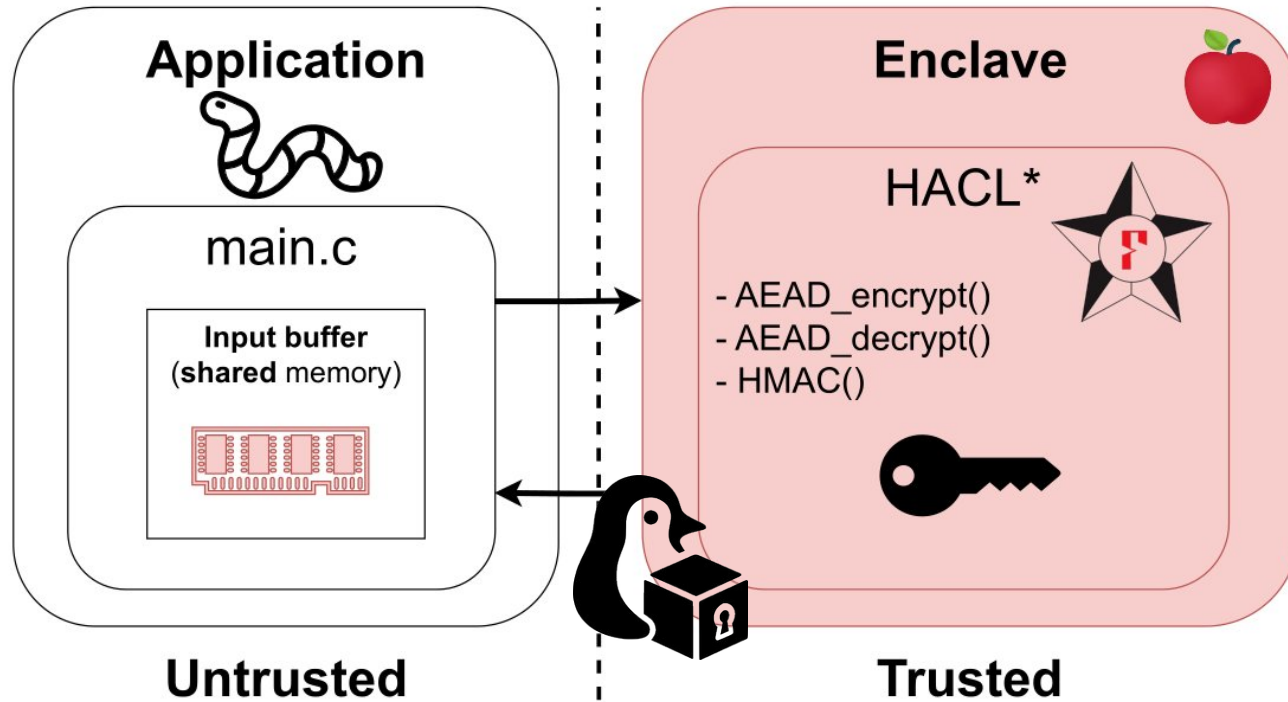 Application
main.c
Input buffer
(shared memory)
Untrusted
Enclave
HACL*
F
- AEAD_encrypt()
- AEAD_decrypt()
- HMAC()
Trusted